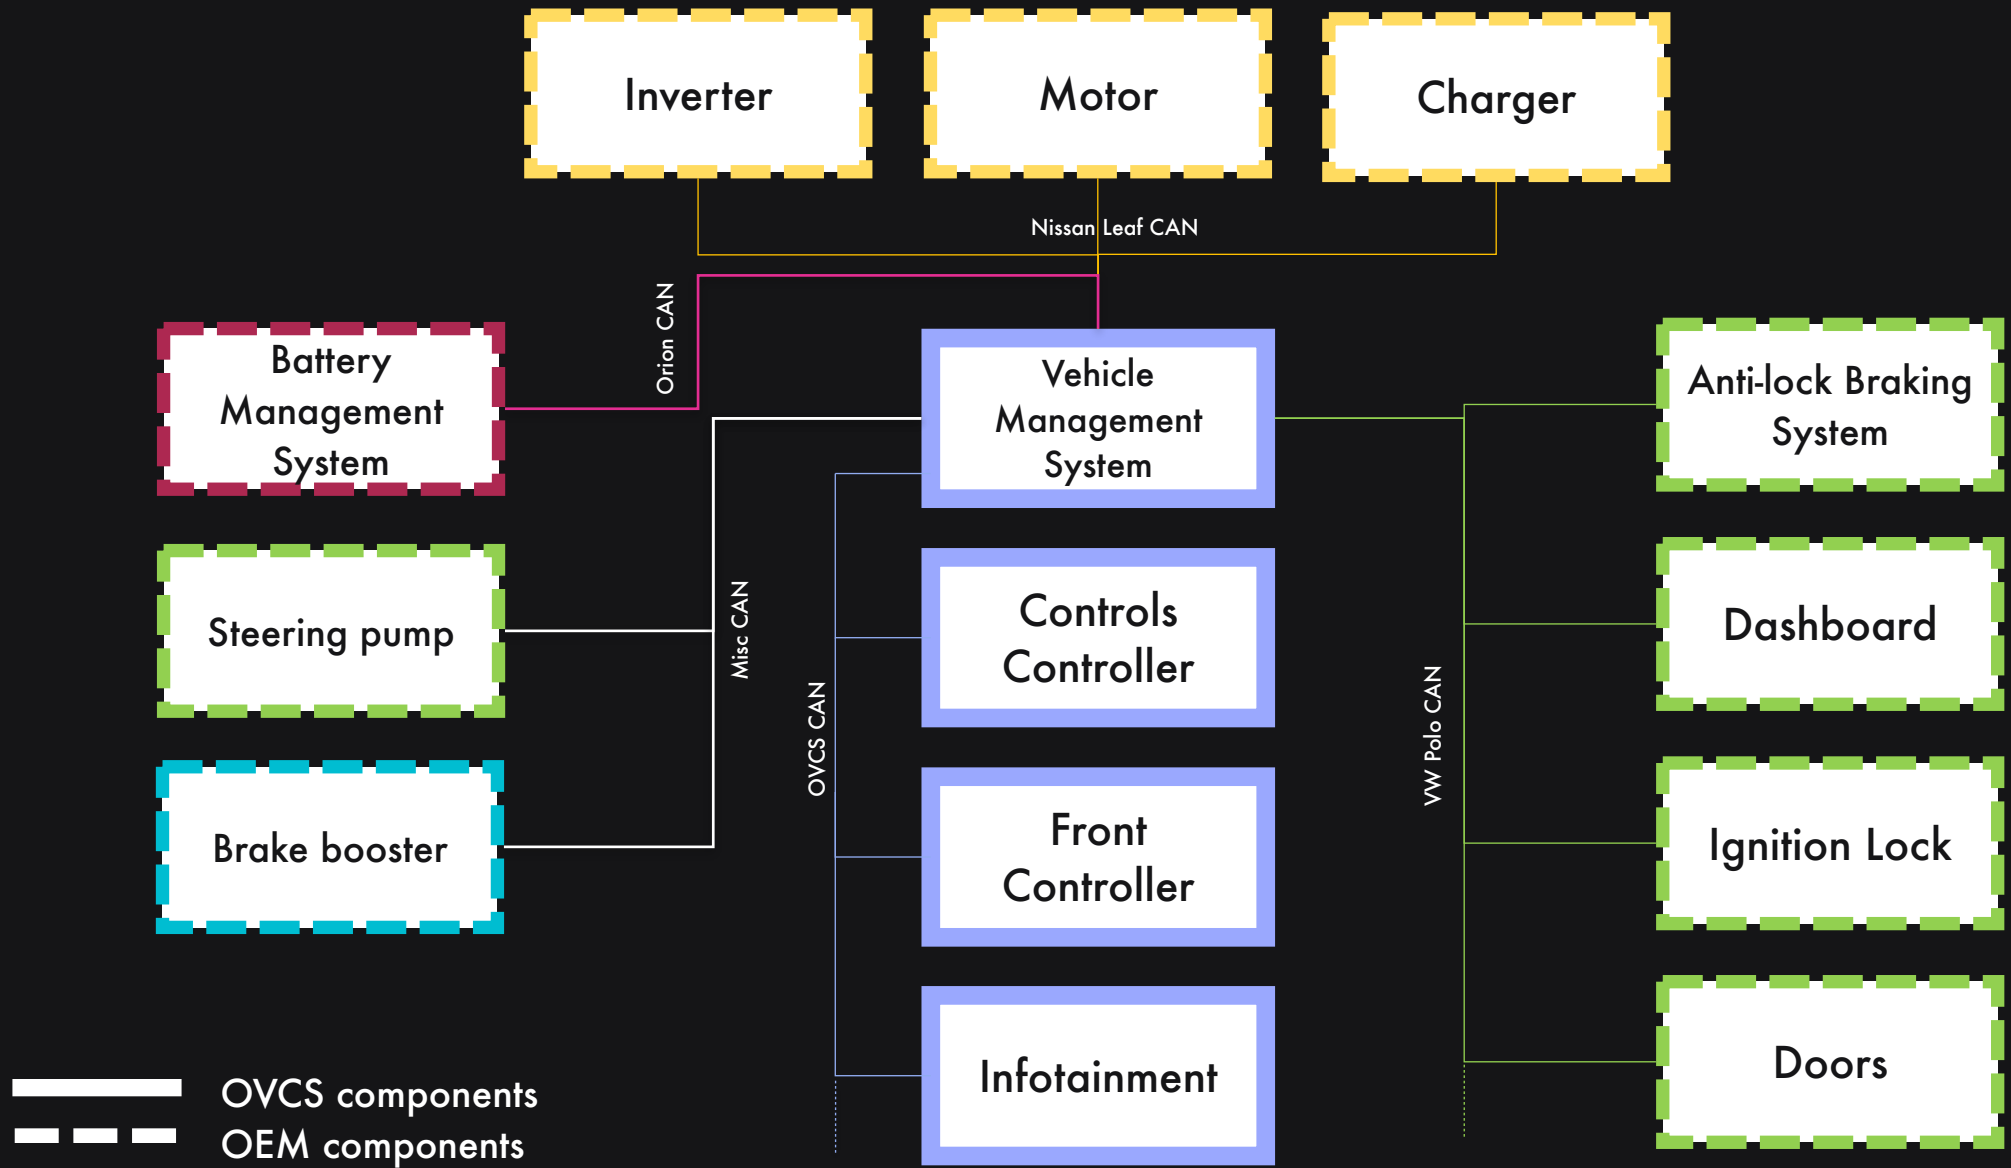 Inverter
Motor
Charger
Nissan Leaf CAN
Orion CAN
Battery
Management
System
Vehicle
Management
System
Anti-lock Braking
System
Steering pump
Misc CAN
Controls
Controller
Dashboard
OVCS CAN
VW Polo CAN
Brake booster
Front
Controller
Ignition Lock
Infotainment
Doors
OVCS components
OEM components